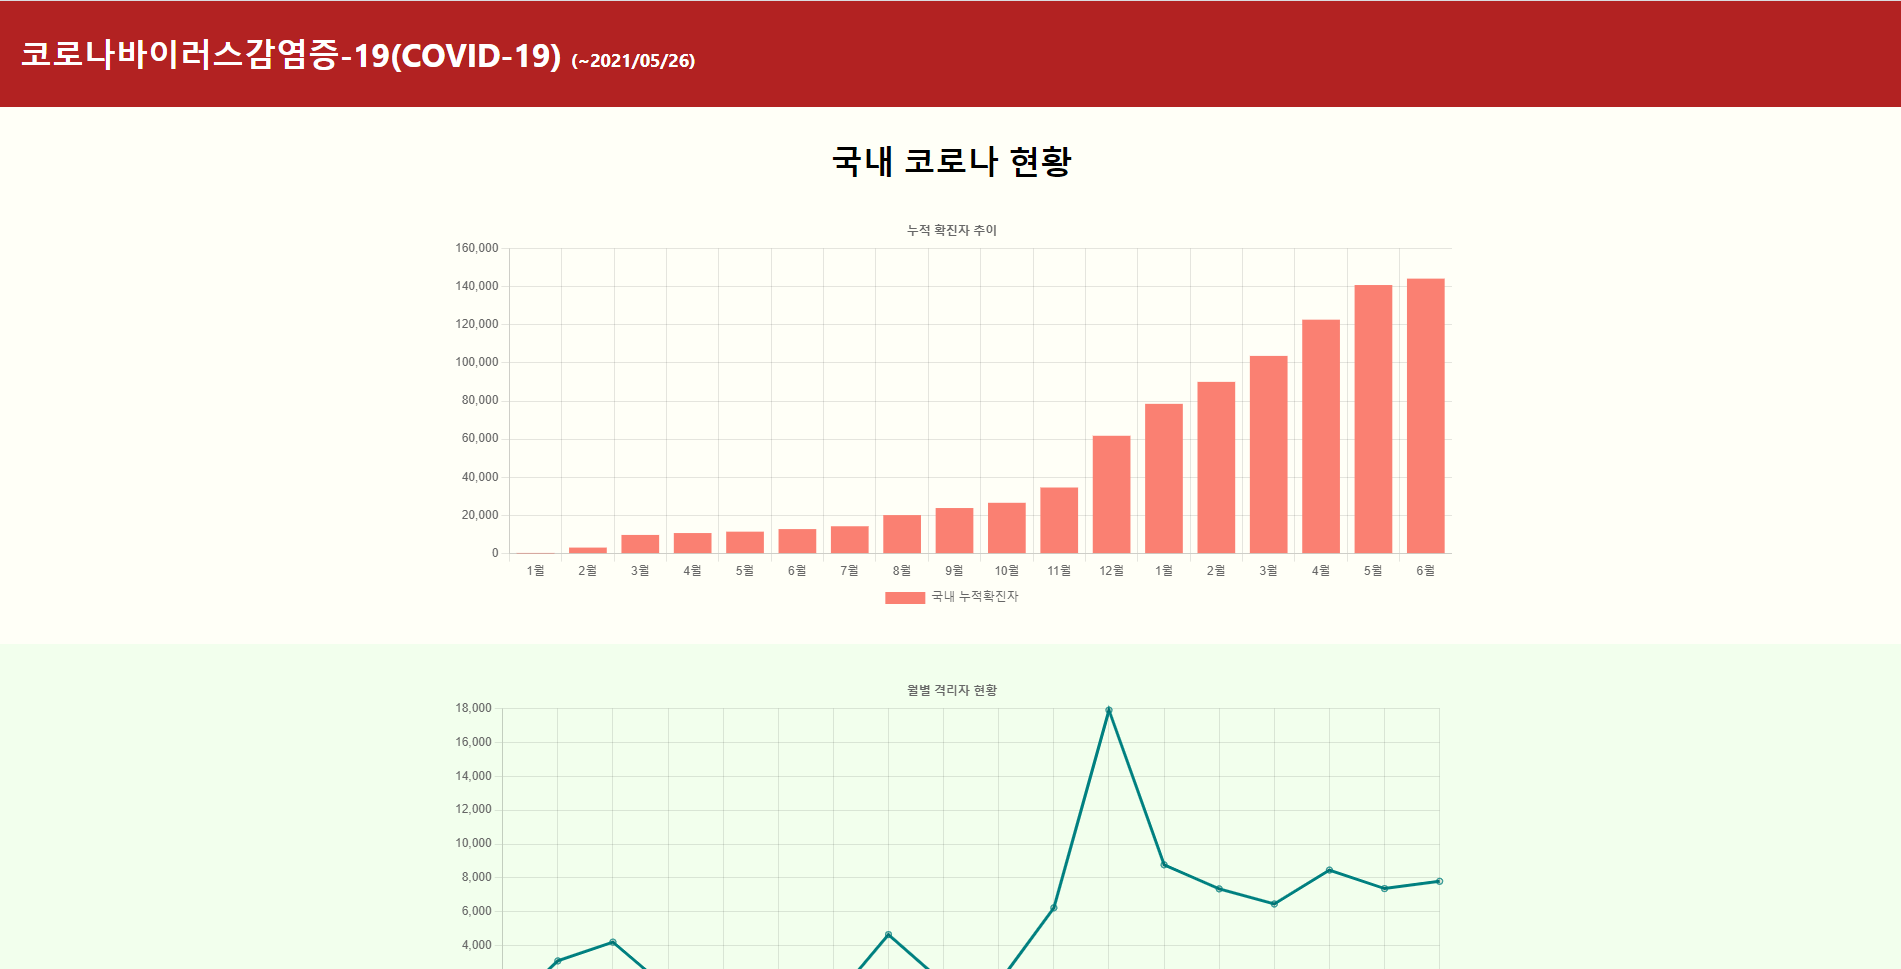 코로나바이러스감염증-19(COVID-19) (~2021/05/26)
국내 코로나 현황
누적 확진자 추이
160,000
140,000
120,000
100,000
80,000
60,000
40,000
20,000
0
1월 2월 3월 4월 5월 6월 7월 8월 9월 10월 11월 12월 1월 2월 3월 4월 5월 6월
국내 누적확진자
월별 격리자 현황
18,000
16,000
14,000
12,000
10,000
8,000
6,000
4,000